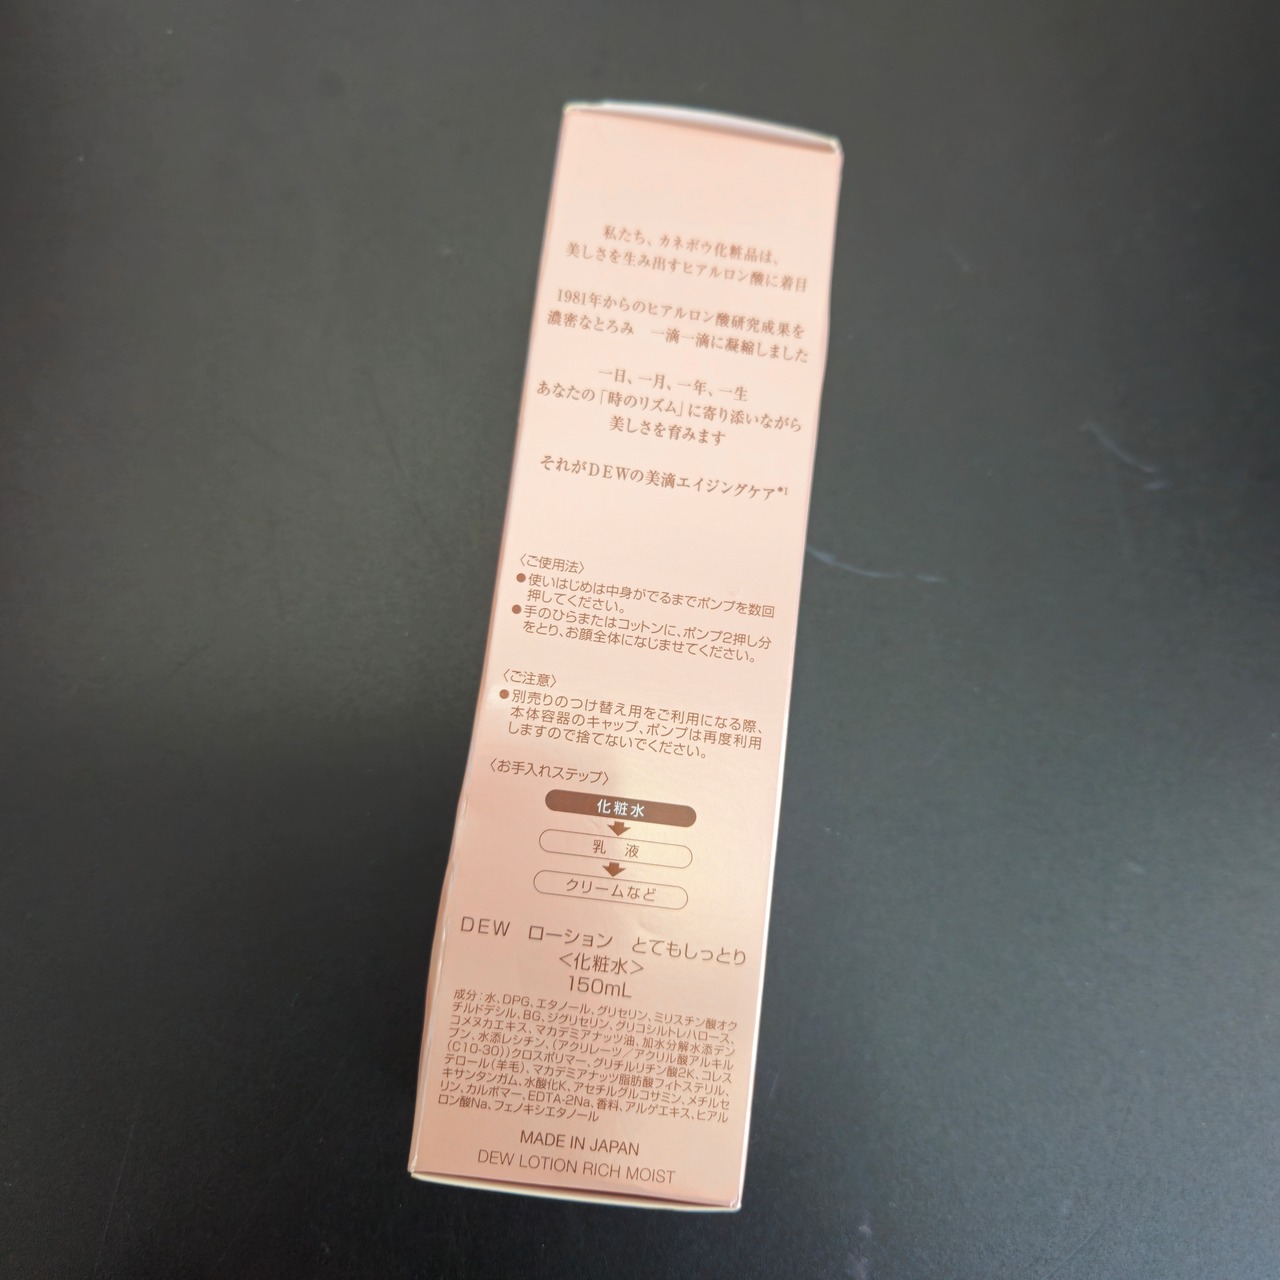 私たち、カネボウ化粧品は、
美しさを生み出すヒアルロン酸に着目
1981年からのヒアルロン酸研究成果を
濃密なとろみ　一滴一滴に凝縮しました
一日、一月、一年、一生
あなたの「時のリズム」に寄り添いながら
美しさを育みます
それがDEWの美滴エイジングケア*1
〈ご使用法〉
●使いはじめは中身がでるまでポンプを数回
押してください。
●手のひらまたはコットンに、ポンプ2押し分
をとり、お顔全体になじませてください。
〈ご注意〉
●別売りのつけ替え用をご利用になる際、
本体容器のキャップ、ポンプは再度利用
しますので捨てないでください。
〈お手入れステップ〉
化粧水
乳　液
クリームなど
DEW　ローション　とてもしっとり
＜化粧水＞
150mL
成分：水、DPG、エタノール、グリセリン、ミリスチン酸オク
チルドデシル、BG、ジグリセリン、グリコシルトレハロース、
コメヌカエキス、マカデミアナッツ油、加水分解水添デン
プン、水添レシチン、(アクリレーツ／アクリル酸アルキル
(C10-30))クロスポリマー、グリチルリチン酸2K、コレス
テロール(羊毛)、マカデミアナッツ脂肪酸フィトステリル、
キサンタンガム、水酸化K、アセチルグルコサミン、メチルセ
リン、カルボマー、EDTA-2Na、香料、アルゲエキス、ヒアル
ロン酸Na、フェノキシエタノール
MADE IN JAPAN
DEW LOTION RICH MOIST